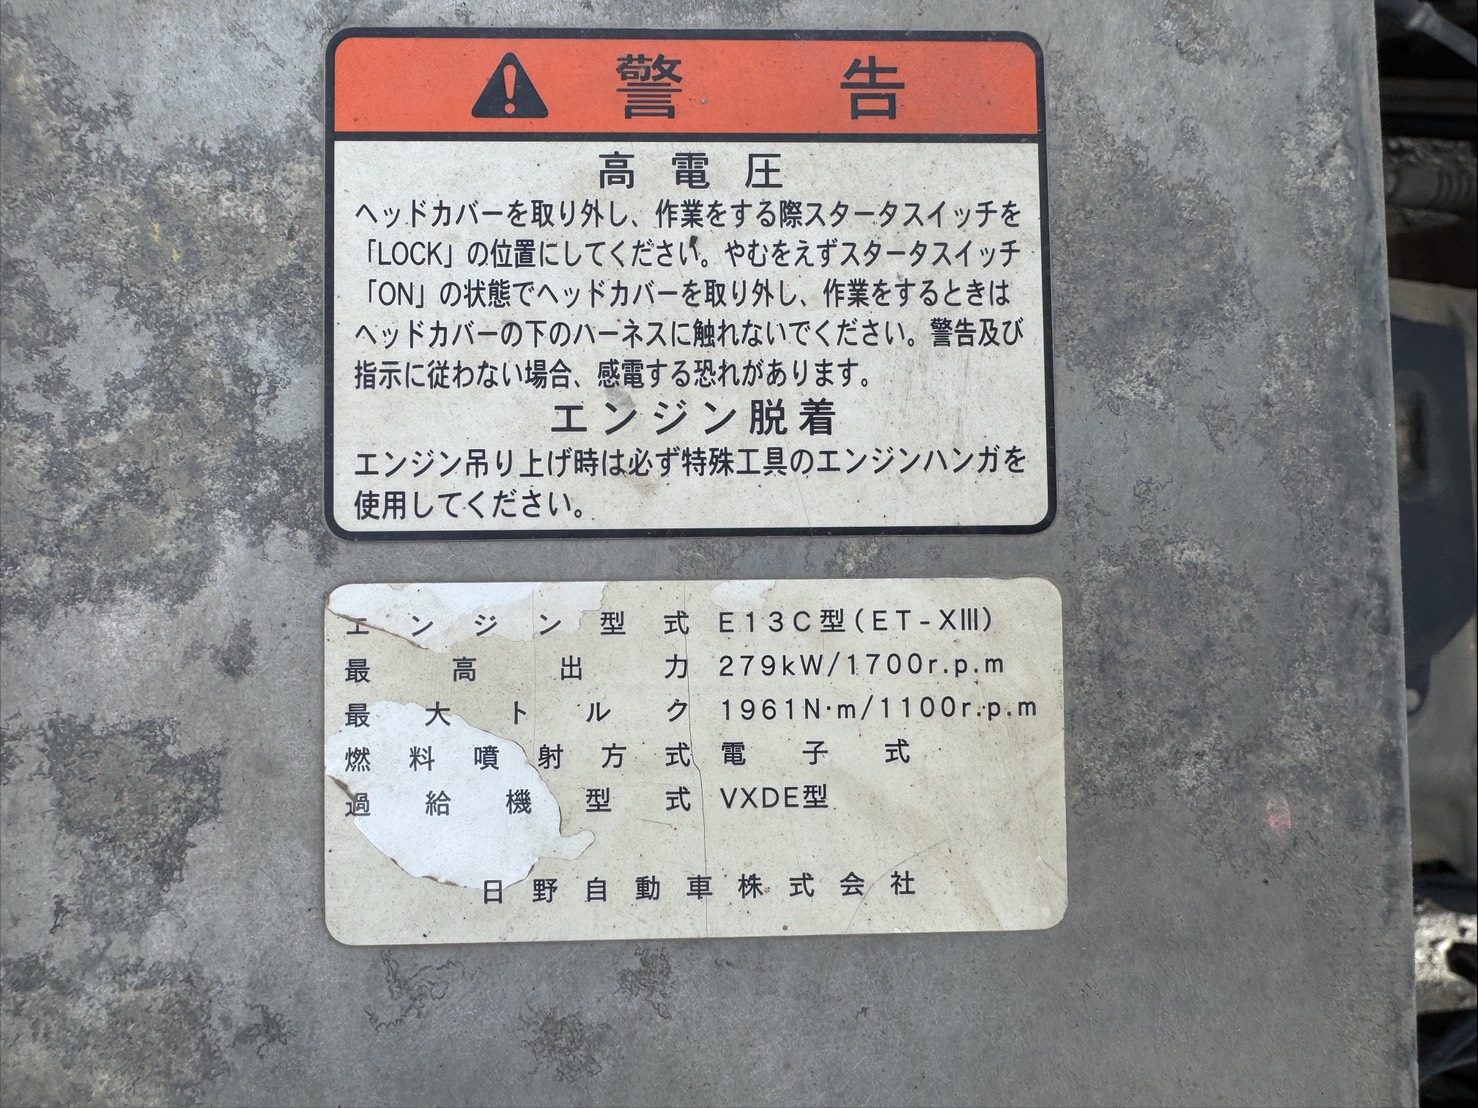 警告
高電圧
ヘッドカバーを取り外し、作業をする際スタータスイッチを
「LOCK」の位置にしてください。やむをえずスタータスイッチ
「ON」の状態でヘッドカバーを取り外し、作業をするときは
ヘッドカバーの下のハーネスに触れないでください。警告及び
指示に従わない場合、感電する恐れがあります。
エンジン脱着
エンジン吊り上げ時は必ず特殊工具のエンジンハンガを
使用してください。
エンジン型式 E13C型(ET-XIII)
最高出力 279kW/1700r.p.m
最大トルク 1961N·m/1100r.p.m
燃料噴射方式 電子式
過給機型式 VXDE型
日野自動車株式会社